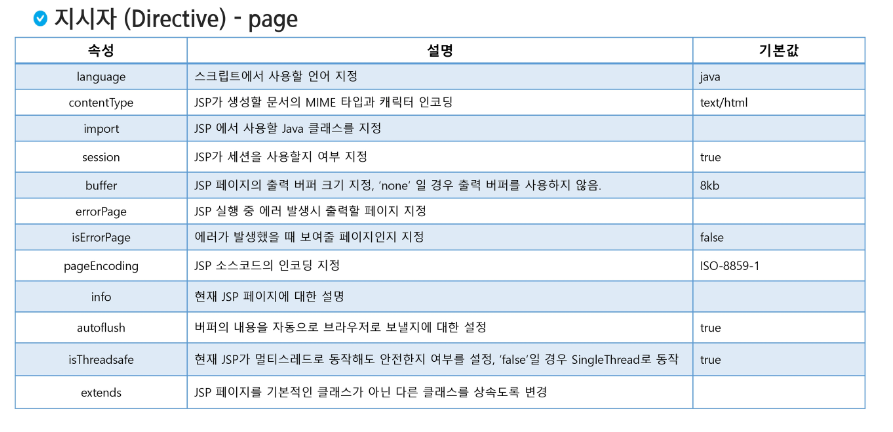 지시자 (Directive) - page
속성 설명 기본값
language 스크립트에서 사용할 언어 지정 java
contentType JSP가 생성할 문서의 MIME 타입과 캐릭터 인코딩 text/html
import JSP 에서 사용할 Java 클래스를 지정
session JSP가 세션을 사용할지 여부 지정 true
buffer JSP 페이지의 출력 버퍼 크기 지정, ‘none’ 일 경우 출력 버퍼를 사용하지 않음. 8kb
errorPage JSP 실행 중 에러 발생시 출력할 페이지 지정
isErrorPage 에러가 발생했을 때 보여줄 페이지인지 지정 false
pageEncoding JSP 소스코드의 인코딩 지정 ISO-8859-1
info 현재 JSP 페이지에 대한 설명
autoflush 버퍼의 내용을 자동으로 브라우저로 보낼지에 대한 설정 true
isThreadsafe 현재 JSP가 멀티스레드로 동작해도 안전한지 여부를 설정, ‘false’일 경우 SingleThread로 동작 true
extends JSP 페이지를 기본적인 클래스가 아닌 다른 클래스를 상속도록 변경